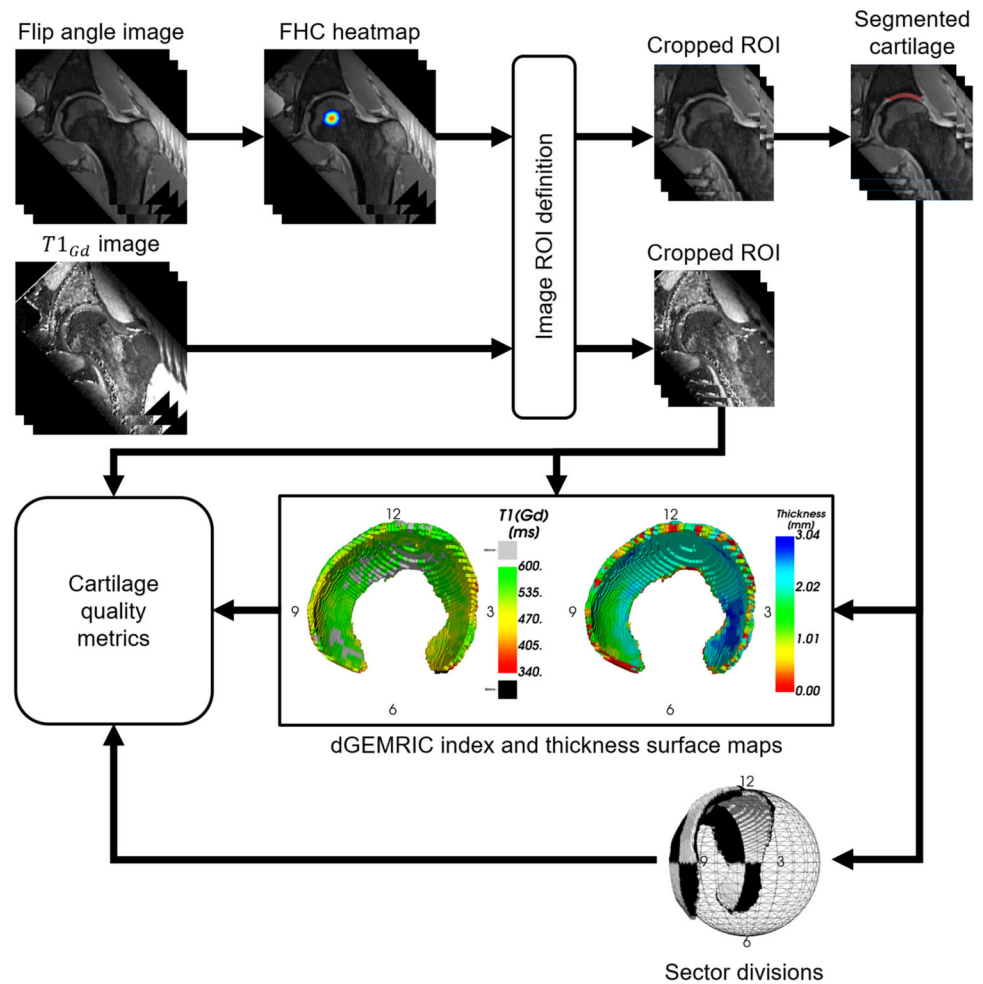 Flip angle image
FHC heatmap
Cropped ROI
Segmented
cartilage
Image ROI definition
T1Gd image
Cropped ROI
Cartilage
quality
metrics
12
9
3
6
T1(Gd)
(ms)
Above
600.
535.
470.
405.
340.
Below
12
9
3
6
Thickness
(mm)
3.04
2.02
1.01
0.00
dGEMRIC index and thickness surface maps
12
9
3
6
Sector divisions